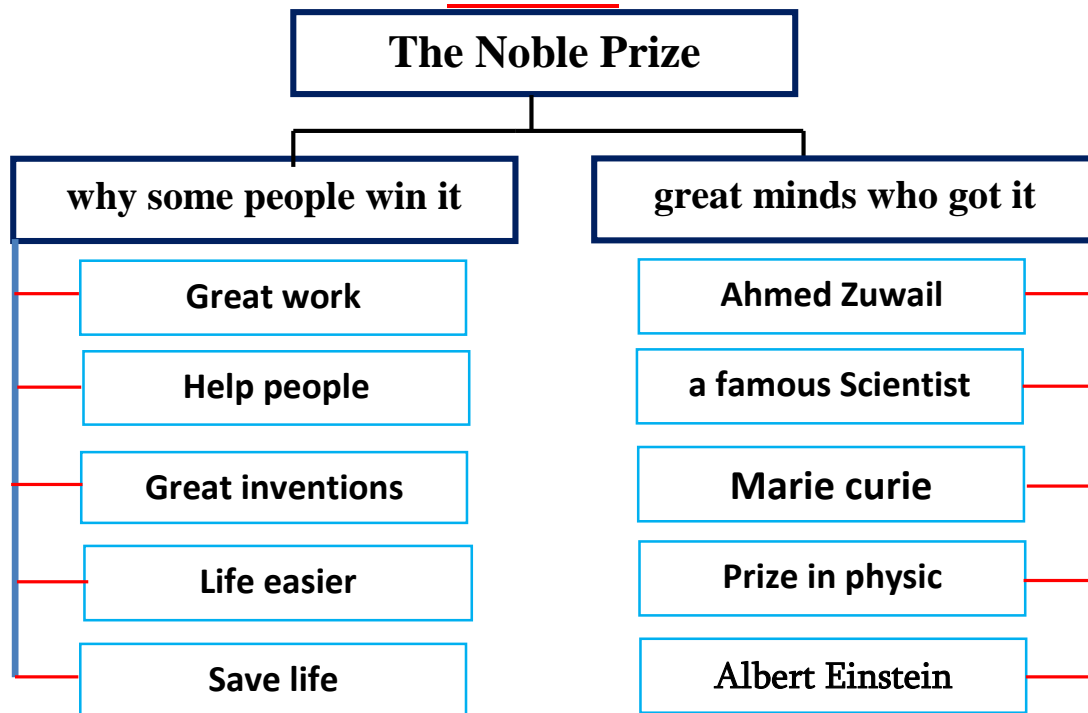 The Noble Prize
why some people win it
great minds who got it
Great work
Ahmed Zuwail
Help people
a famous Scientist
Great inventions
Marie curie
Life easier
Prize in physic
Save life
Albert Einstein